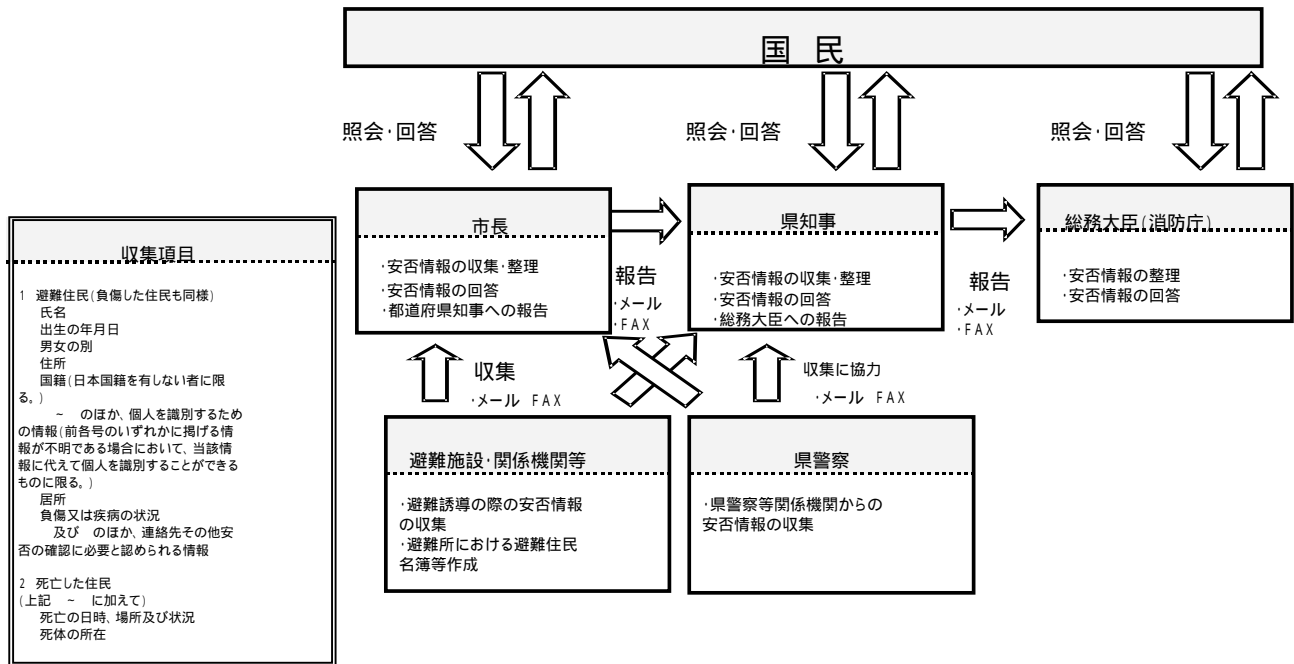 国 民
照会・回答
照会・回答
照会・回答
市長
・安否情報の収集・整理
・安否情報の回答
・都道府県知事への報告
報告
・メール
・FAX
県知事
・安否情報の収集・整理
・安否情報の回答
・総務大臣への報告
報告
・メール
・FAX
総務大臣(消防庁)
・安否情報の整理
・安否情報の回答
収集
・メール FAX
収集に協力
・メール FAX
避難施設・関係機関等
・避難誘導の際の安否情報
の収集
・避難所における避難住民
名簿等作成
県警察
・県警察等関係機関からの
安否情報の収集
収集項目
1 避難住民(負傷した住民も同様)
氏名
出生の年月日
男女の別
住所
国籍(日本国籍を有しない者に限
る。)
~ のほか、個人を識別するため
の情報(前各号のいずれかに掲げる情
報が不明である場合において、当該情
報に代えて個人を識別することができる
ものに限る。)
居所
負傷又は疾病の状況
及び のほか、連絡先その他安
否の確認に必要と認められる情報
2 死亡した住民
(上記 ~ に加えて)
死亡の日時、場所及び状況
死体の所在